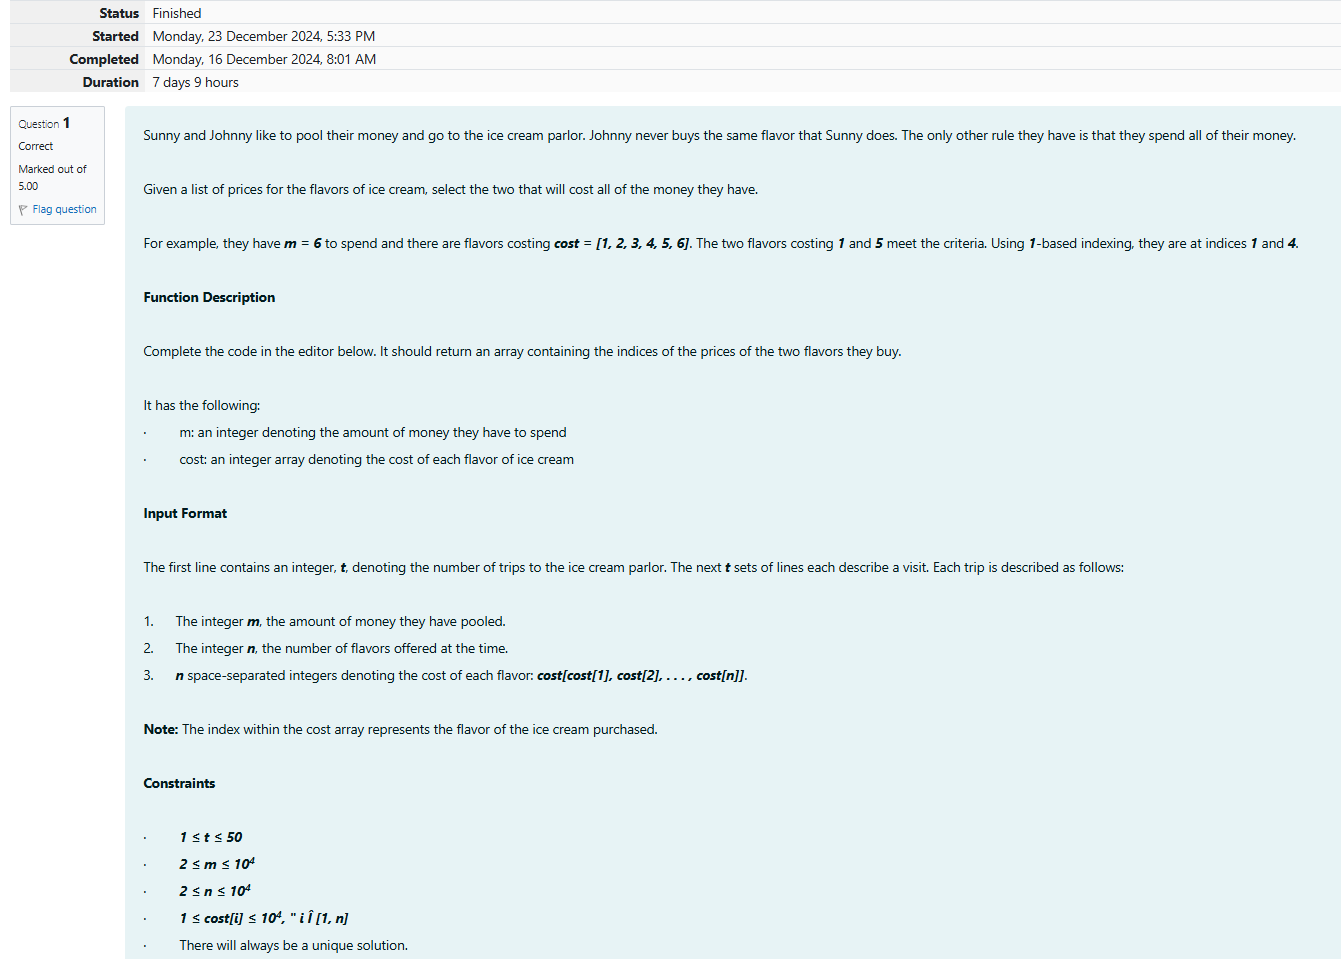 Status Finished
Started Monday, 23 December 2024, 5:33 PM
Completed Monday, 16 December 2024, 8:01 AM
Duration 7 days 9 hours
Question 1
Correct
Marked out of
5.00
Flag question
Sunny and Johnny like to pool their money and go to the ice cream parlor. Johnny never buys the same flavor that Sunny does. The only other rule they have is that they spend all of their money.
Given a list of prices for the flavors of ice cream, select the two that will cost all of the money they have.
For example, they have m = 6 to spend and there are flavors costing cost = [1, 2, 3, 4, 5, 6]. The two flavors costing 1 and 5 meet the criteria. Using 1-based indexing, they are at indices 1 and 4.
Function Description
Complete the code in the editor below. It should return an array containing the indices of the prices of the two flavors they buy.
It has the following:
· m: an integer denoting the amount of money they have to spend
· cost: an integer array denoting the cost of each flavor of ice cream
Input Format
The first line contains an integer, t, denoting the number of trips to the ice cream parlor. The next t sets of lines each describe a visit. Each trip is described as follows:
1. The integer m, the amount of money they have pooled.
2. The integer n, the number of flavors offered at the time.
3. n space-separated integers denoting the cost of each flavor: cost[cost[1], cost[2], . . . , cost[n]].
Note: The index within the cost array represents the flavor of the ice cream purchased.
Constraints
· 1 ≤ t ≤ 50
· 2 ≤ m ≤ 10⁴
· 2 ≤ n ≤ 10⁴
· 1 ≤ cost[i] ≤ 10⁴, " i Î [1, n]
· There will always be a unique solution.